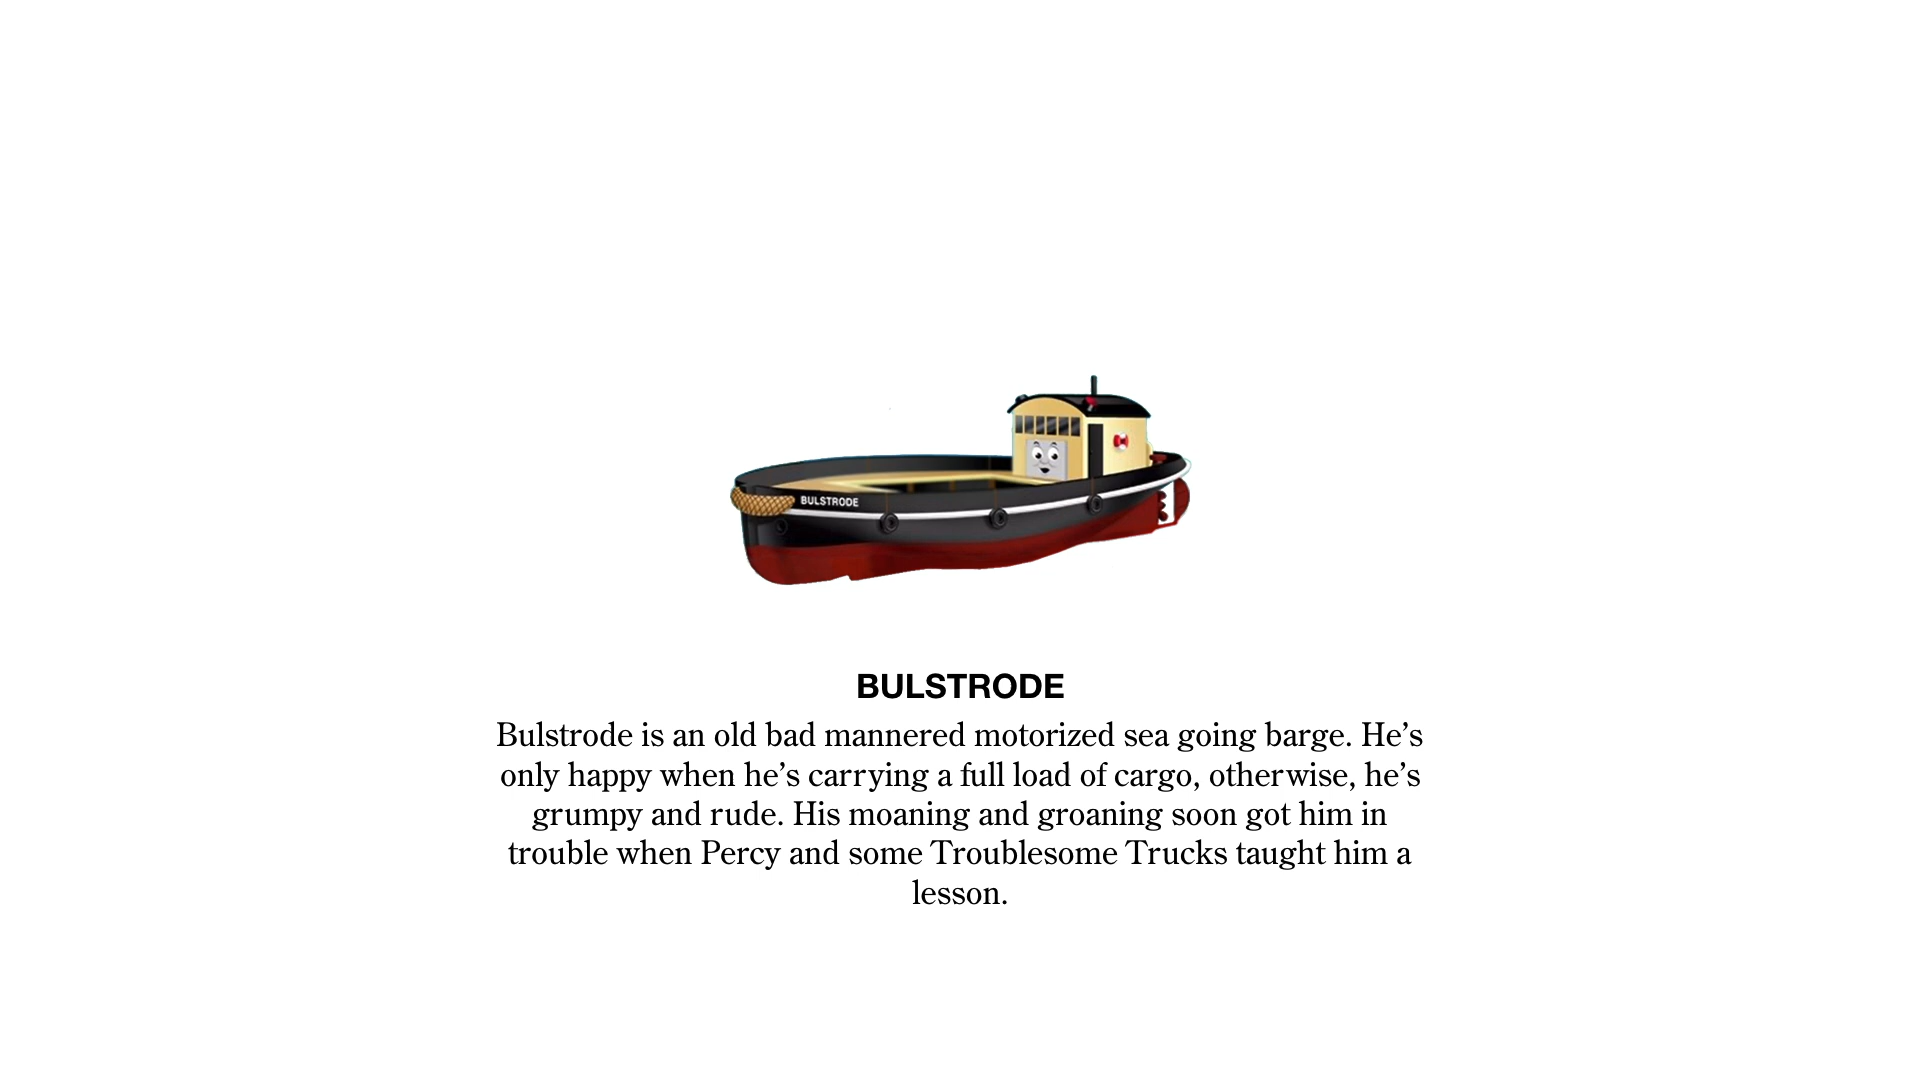 BULSTRODE
BULSTRODE
Bulstrode is an old bad mannered motorized sea going barge. He’s
only happy when he’s carrying a full load of cargo, otherwise, he’s
grumpy and rude. His moaning and groaning soon got him in
trouble when Percy and some Troublesome Trucks taught him a
lesson.